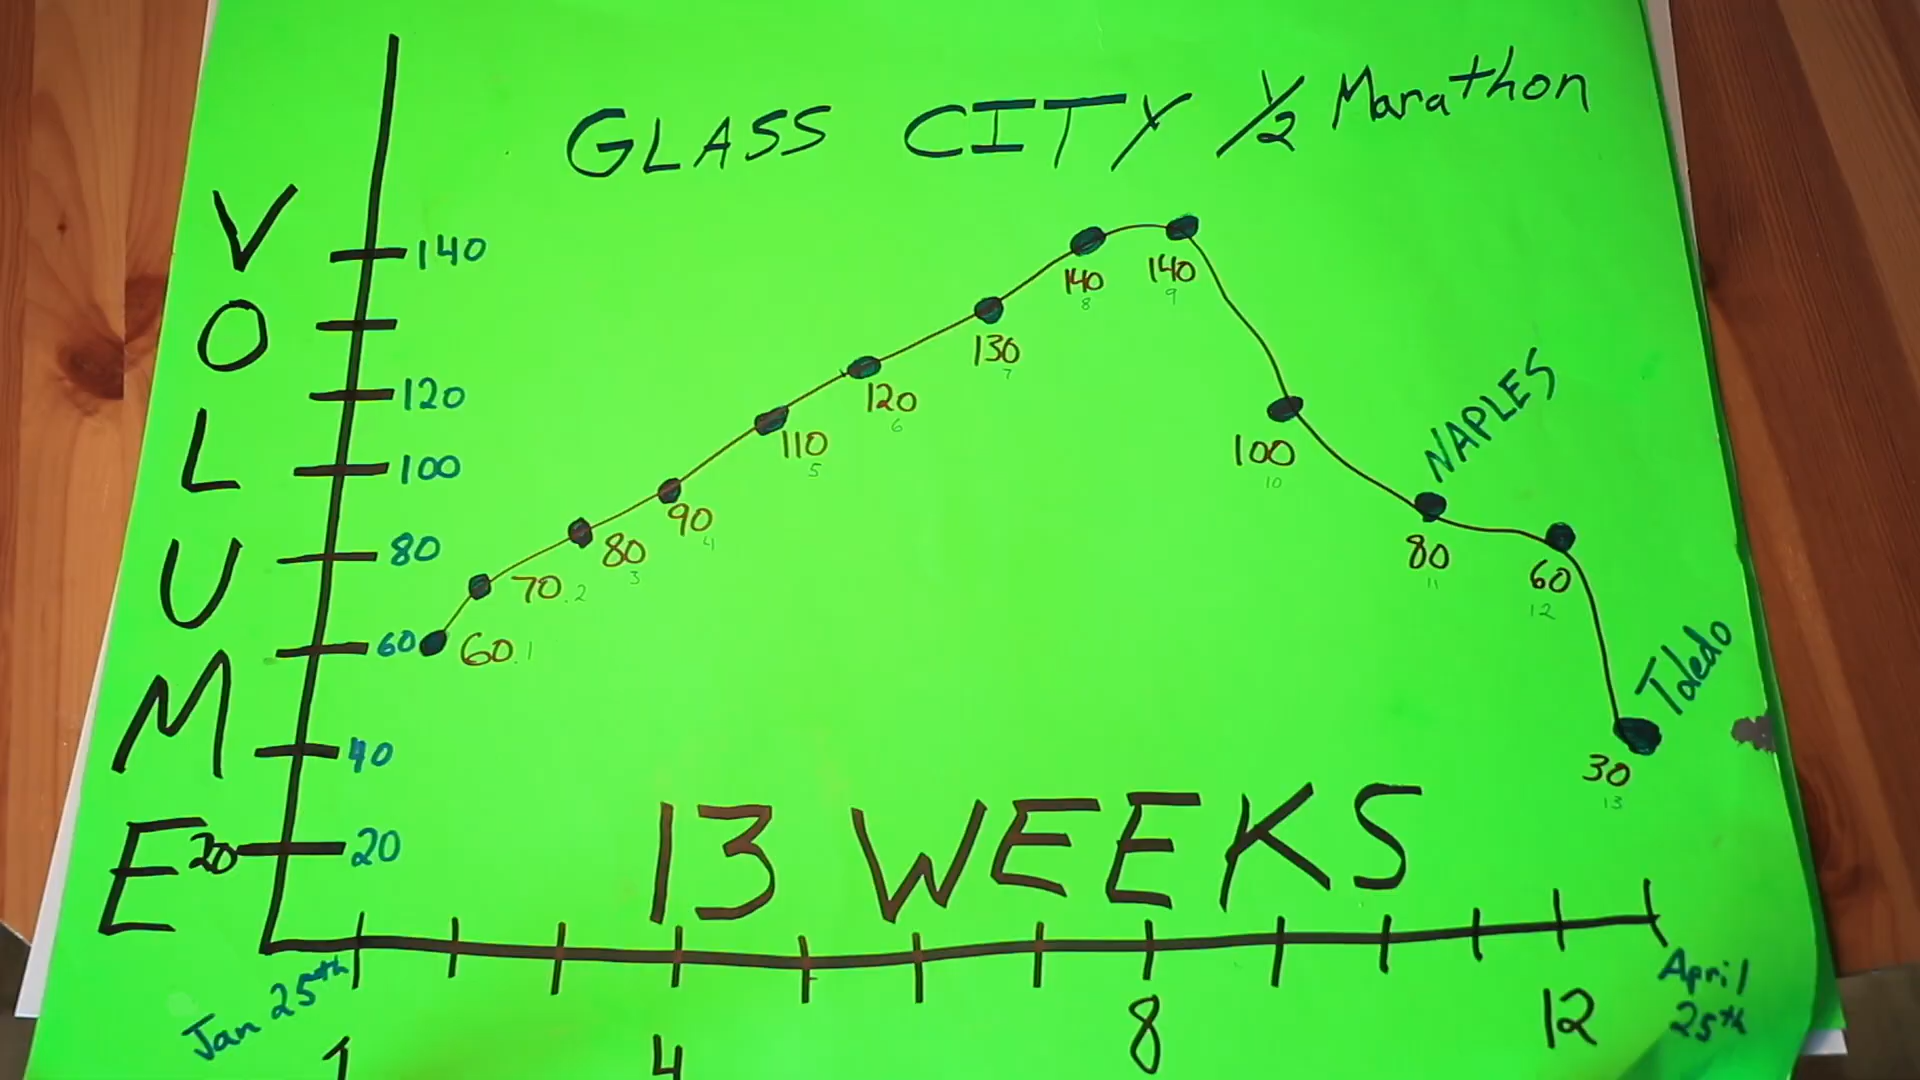 GLASS CITY 1/2 Marathon
VOLUME
140
120
100
80
60
40
20 20
60.1
70.2
80 3
90 4
110 5
120 6
130 7
140 8
140 9
100 10
NAPLES
80 11
60 12
Toledo
30 13
13 WEEKS
Jan 25th
April 25th
1 4 8 12